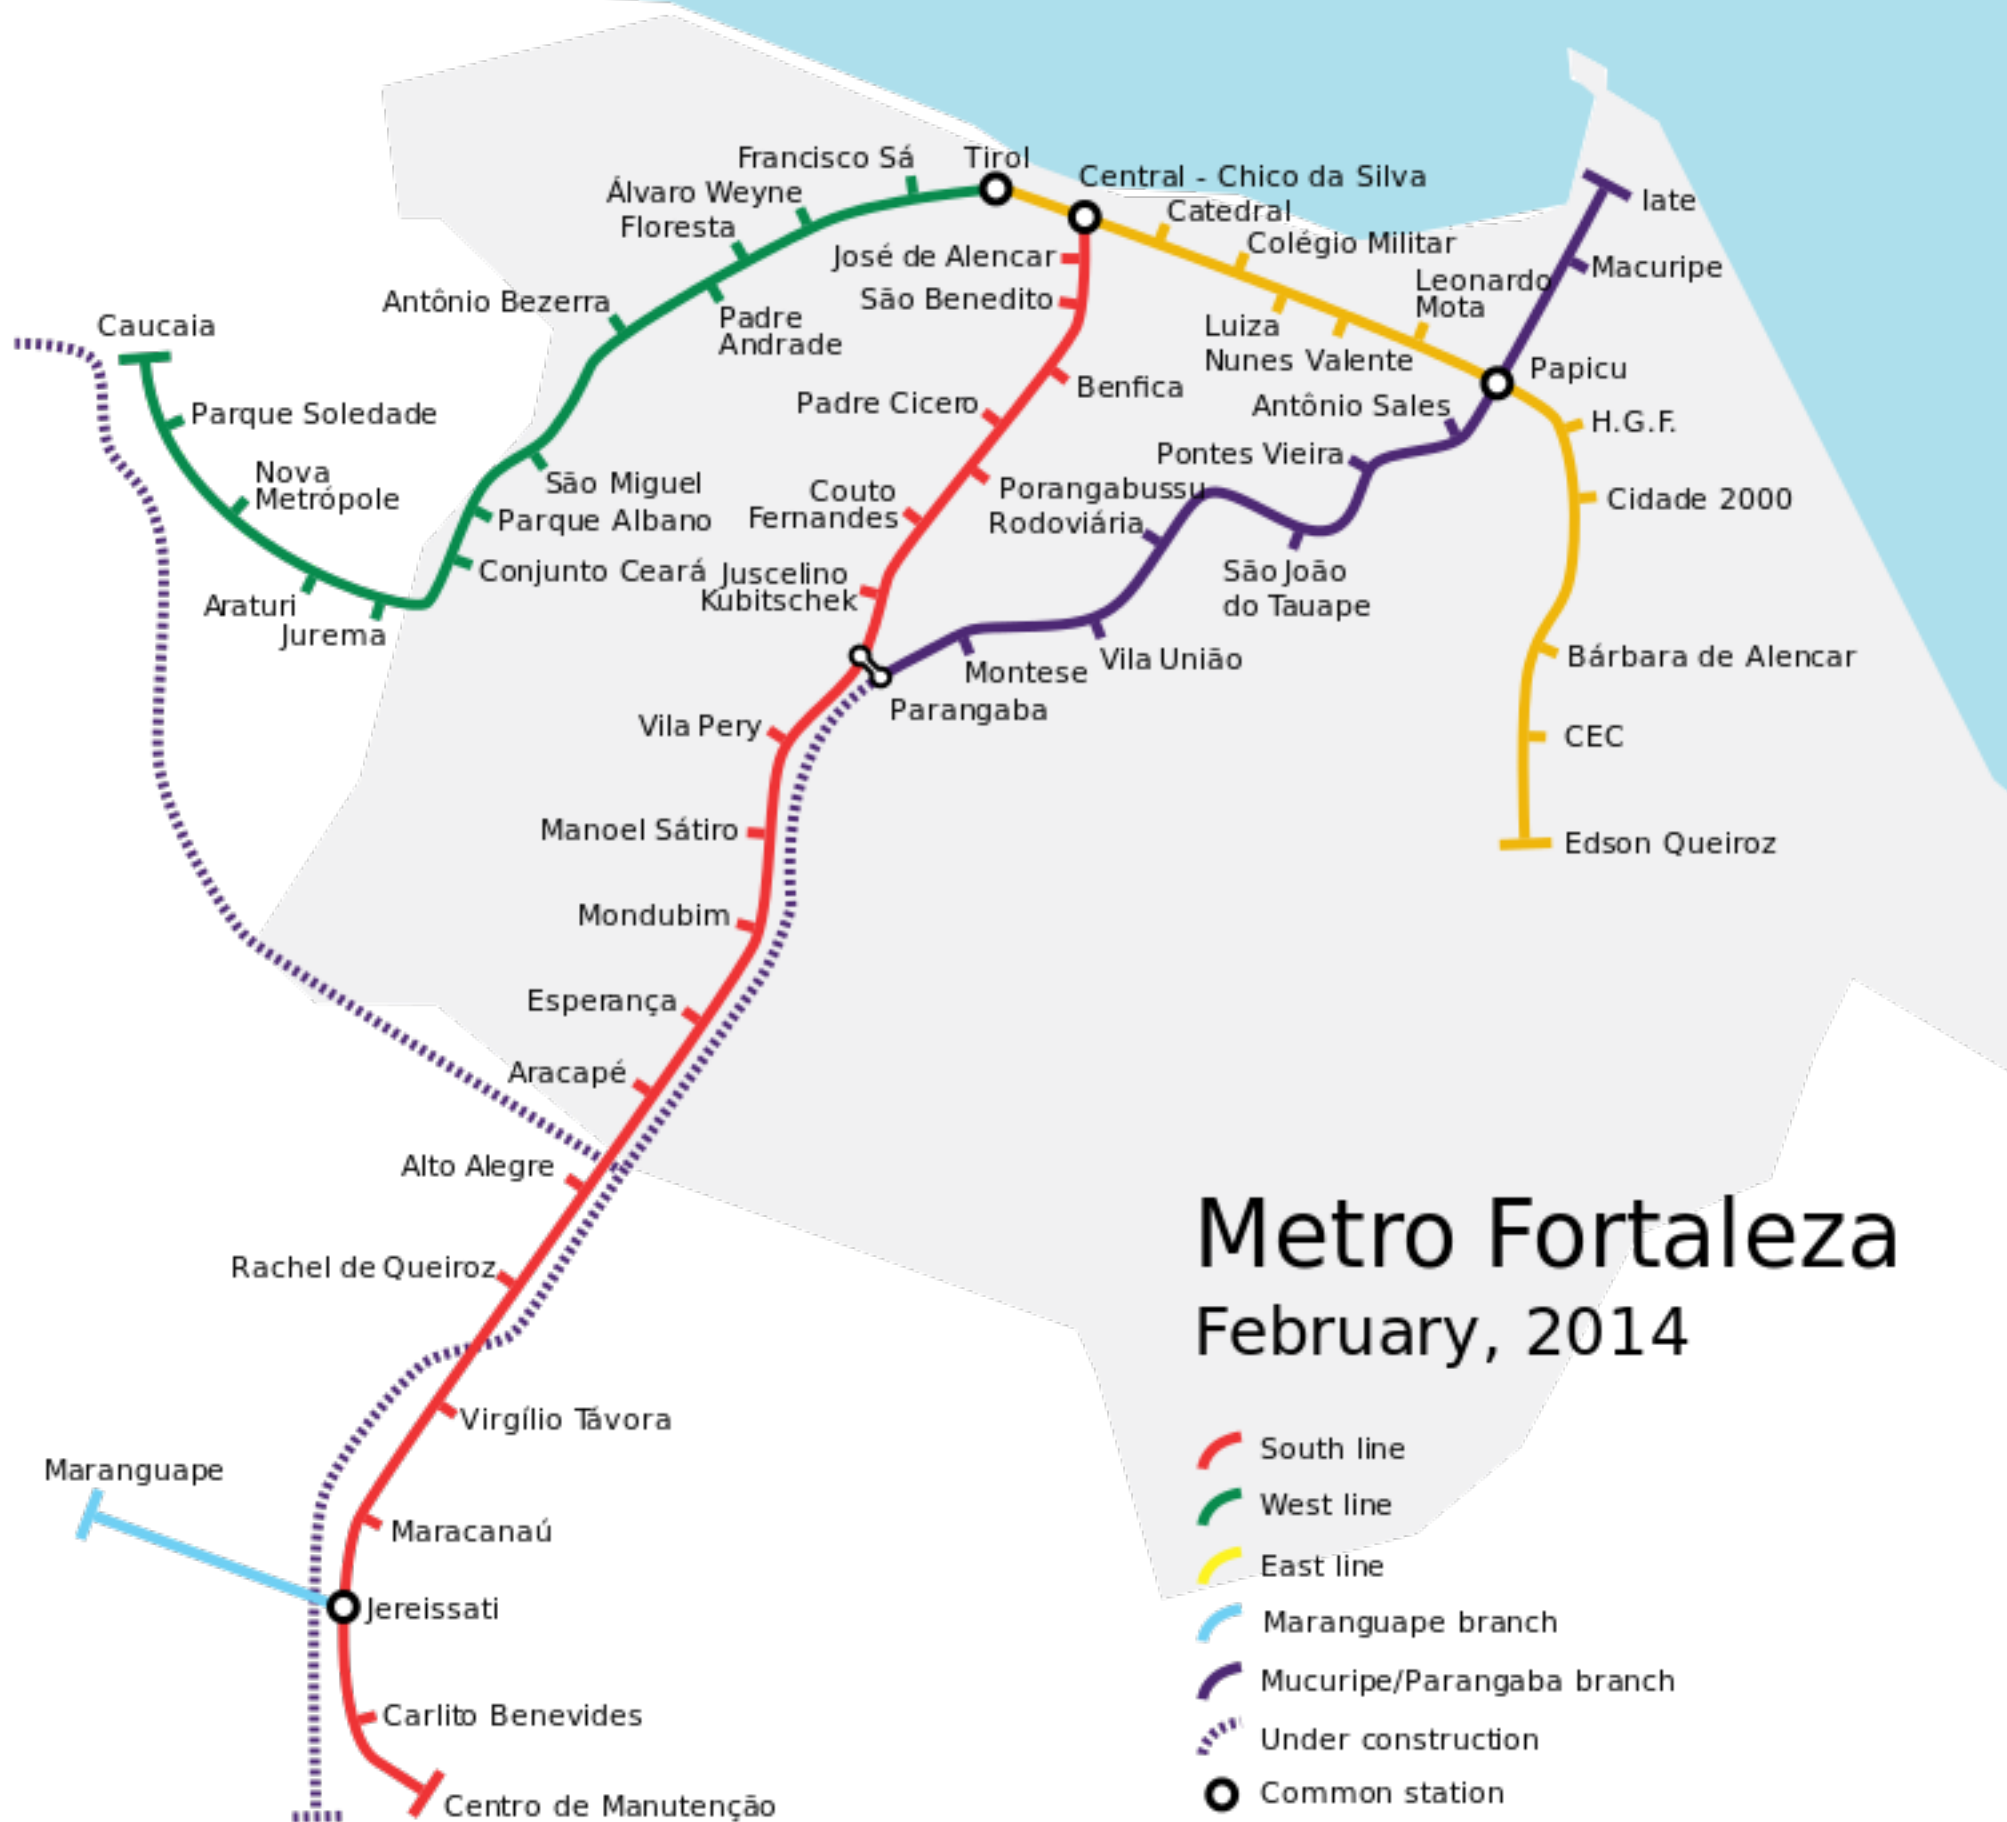 Francisco Sá
Tirol
Central - Chico da Silva
Álvaro Weyne
Catedral
Iate
Floresta
Colégio Militar
José de Alencar
Macuripe
Leonardo
Mota
São Benedito
Antônio Bezerra
Padre
Andrade
Caucaia
Luiza
Nunes Valente
Papicu
Benfica
Padre Cicero
Antônio Sales
Parque Soledade
H.G.F.
Pontes Vieira
Nova
Metrópole
São Miguel
Couto
Fernandes
Porangabussu
Cidade 2000
Parque Albano
Rodoviária
Conjunto Ceará
Juscelino
Kubitschek
São João
do Tauape
Araturi
Jurema
Montese
Vila União
Bárbara de Alencar
Parangaba
Vila Pery
CEC
Manoel Sátiro
Edson Queiroz
Mondubim
Esperança
Aracapé
Alto Alegre
Rachel de Queiroz
Virgílio Távora
Maranguape
Maracanaú
Jereissati
Carlito Benevides
Centro de Manutenção
Metro Fortaleza
February, 2014
South line
West line
East line
Maranguape branch
Mucuripe/Parangaba branch
Under construction
Common station